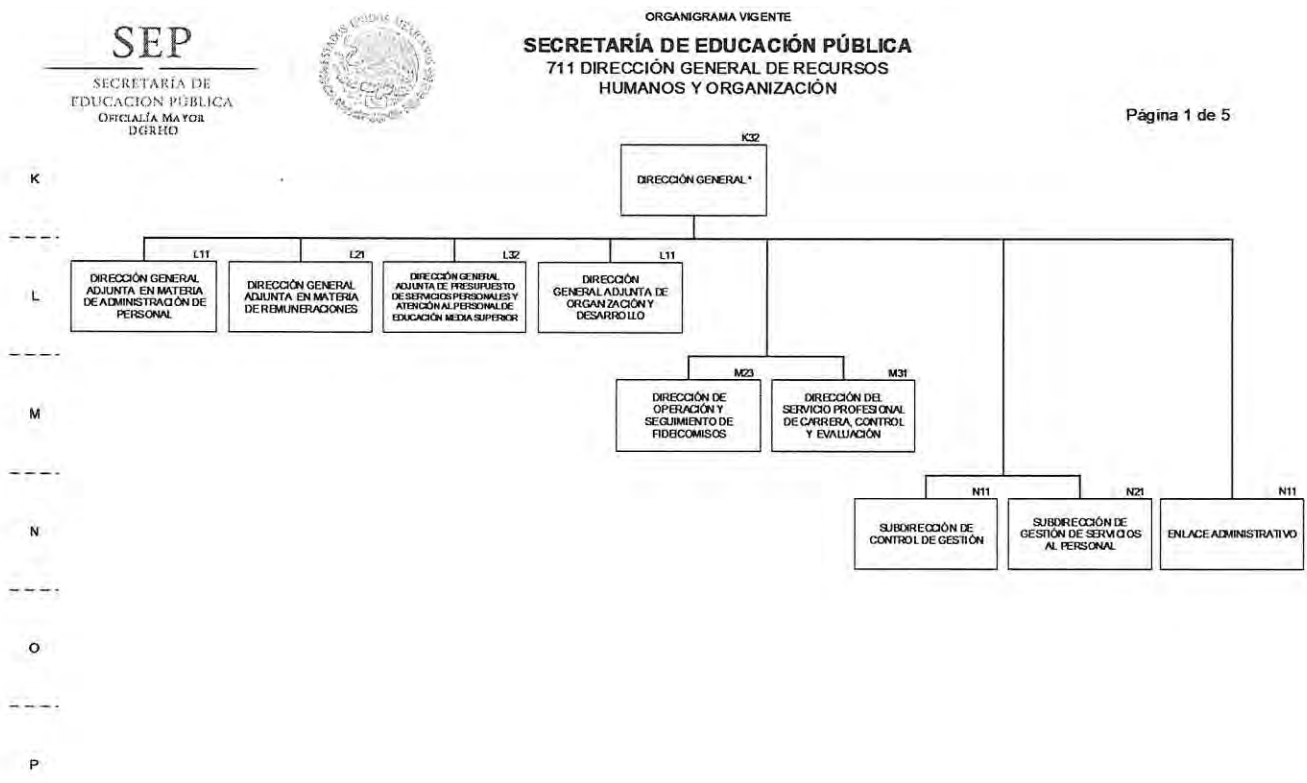 ORGANIGRAMA VIGENTE
SEP
SECRETARÍA DE
EDUCACIÓN PÚBLICA
OFICIALÍA MAYOR
DGRHO
ESTADOS UNIDOS MEXICANOS
SECRETARÍA DE EDUCACIÓN PÚBLICA
711 DIRECCIÓN GENERAL DE RECURSOS
HUMANOS Y ORGANIZACIÓN
Página 1 de 5
K
K32
DIRECCIÓN GENERAL *
L
L11
DIRECCIÓN GENERAL
ADJUNTA EN MATERIA
DE ADMINISTRACIÓN DE
PERSONAL
L21
DIRECCIÓN GENERAL
ADJUNTA EN MATERIA
DE REMUNERACIONES
L32
DIRECCIÓN GENERAL
ADJUNTA DE PRESUPUESTO
DE SERVICIOS PERSONALES Y
ATENCIÓN AL PERSONAL DE
EDUCACIÓN MEDIA SUPERIOR
L11
DIRECCIÓN
GENERAL ADJUNTA DE
ORGANIZACIÓN Y
DESARROLLO
M
M23
DIRECCIÓN DE
OPERACIÓN Y
SEGUIMIENTO DE
FIDEICOMISOS
M31
DIRECCIÓN DEL
SERVICIO PROFESIONAL
DE CARRERA, CONTROL
Y EVALUACIÓN
N
N11
SUBDIRECCIÓN DE
CONTROL DE GESTIÓN
N21
SUBDIRECCIÓN DE
GESTIÓN DE SERVICIOS
AL PERSONAL
N11
ENLACE ADMINISTRATIVO
O
P